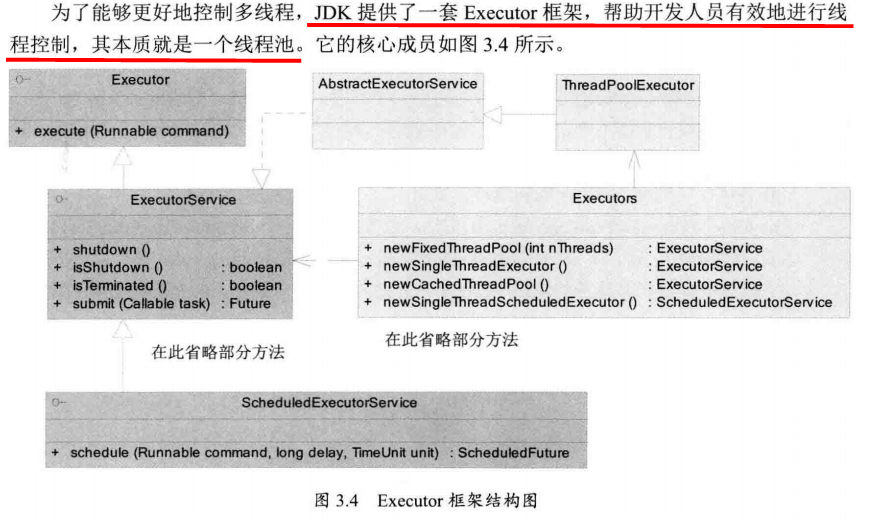 为了能够更好地控制多线程，JDK 提供了一套 Executor 框架，帮助开发人员有效地进行线
程控制，其本质就是一个线程池。它的核心成员如图 3.4 所示。
Executor
+ execute (Runnable command)
AbstractExecutorService
ThreadPoolExecutor
ExecutorService
+ shutdown ()
+ isShutdown () : boolean
+ isTerminated () : boolean
+ submit (Callable task) : Future
Executors
+ newFixedThreadPool (int nThreads) : ExecutorService
+ newSingleThreadExecutor () : ExecutorService
+ newCachedThreadPool () : ExecutorService
+ newSingleThreadScheduledExecutor () : ScheduledExecutorService
在此省略部分方法
在此省略部分方法
ScheduledExecutorService
+ schedule (Runnable command, long delay, TimeUnit unit) : ScheduledFuture
图 3.4 Executor 框架结构图